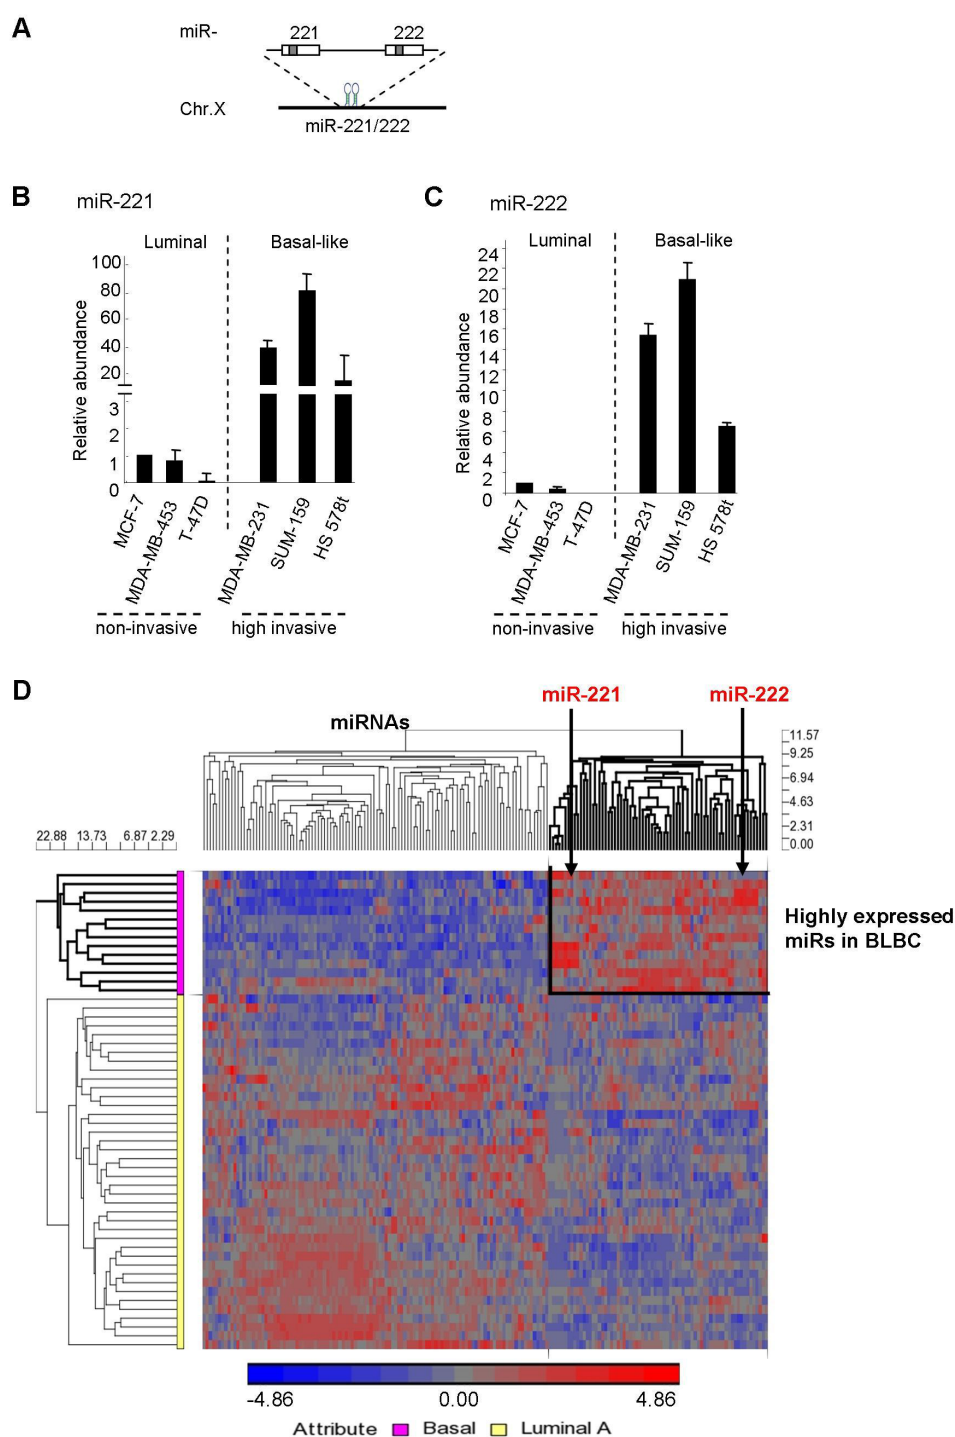 A
miR-
221
222
Chr.X
miR-221/222
B
miR-221
Luminal
Basal-like
Relative abundance
100
80
60
40
20
3
2
1
0
MCF-7
MDA-MB-453
T-47D
MDA-MB-231
SUM-159
HS 578t
non-invasive
high invasive
C
miR-222
Luminal
Basal-like
Relative abundance
24
22
20
18
16
14
12
10
8
6
4
2
0
MCF-7
MDA-MB-453
T-47D
MDA-MB-231
SUM-159
HS 578t
non-invasive
high invasive
D
miR-221
miR-222
miRNAs
11.57
9.25
6.94
4.63
2.31
0.00
22.88 13.73 6.87 2.29
Highly expressed
miRs in BLBC
-4.86 0.00 4.86
Attribute Basal Luminal A